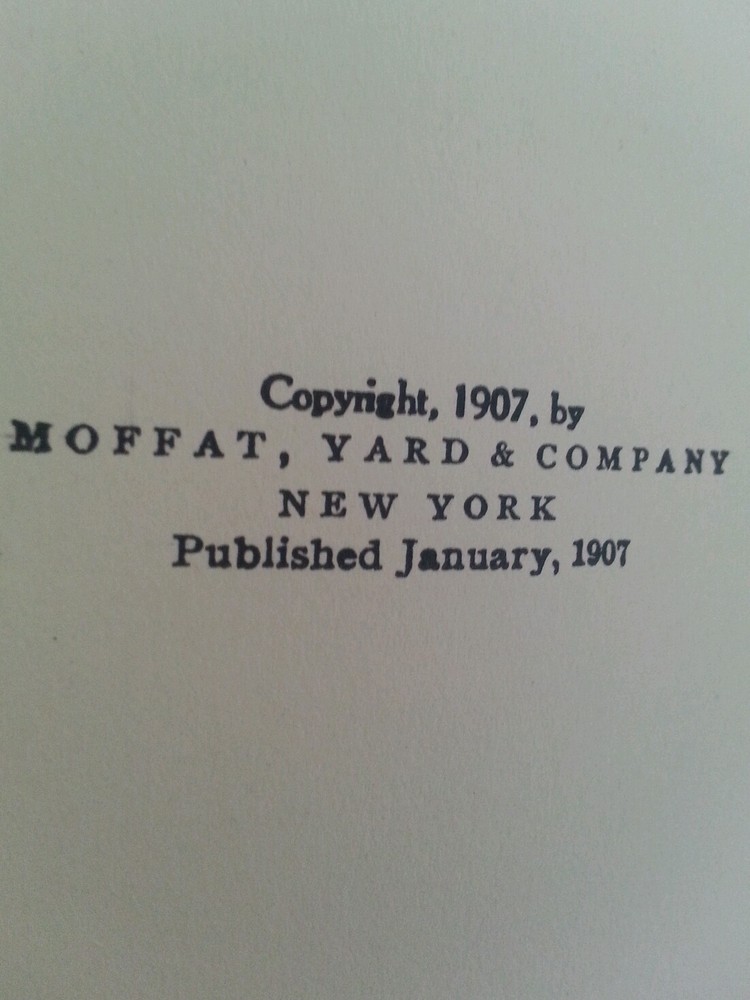 Copyright, 1907, by
MOFFAT, YARD & COMPANY
NEW YORK
Published January, 1907